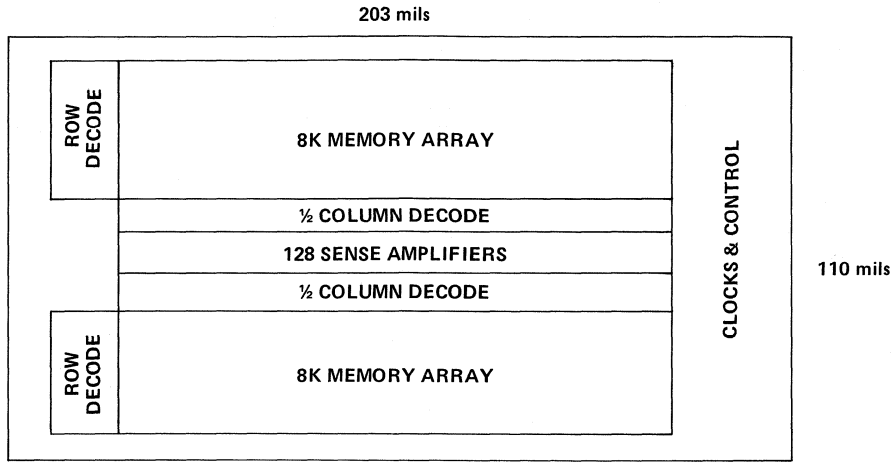 203 mils
ROW
DECODE
8K MEMORY ARRAY
½ COLUMN DECODE
128 SENSE AMPLIFIERS
½ COLUMN DECODE
CLOCKS & CONTROL
110 mils
ROW
DECODE
8K MEMORY ARRAY